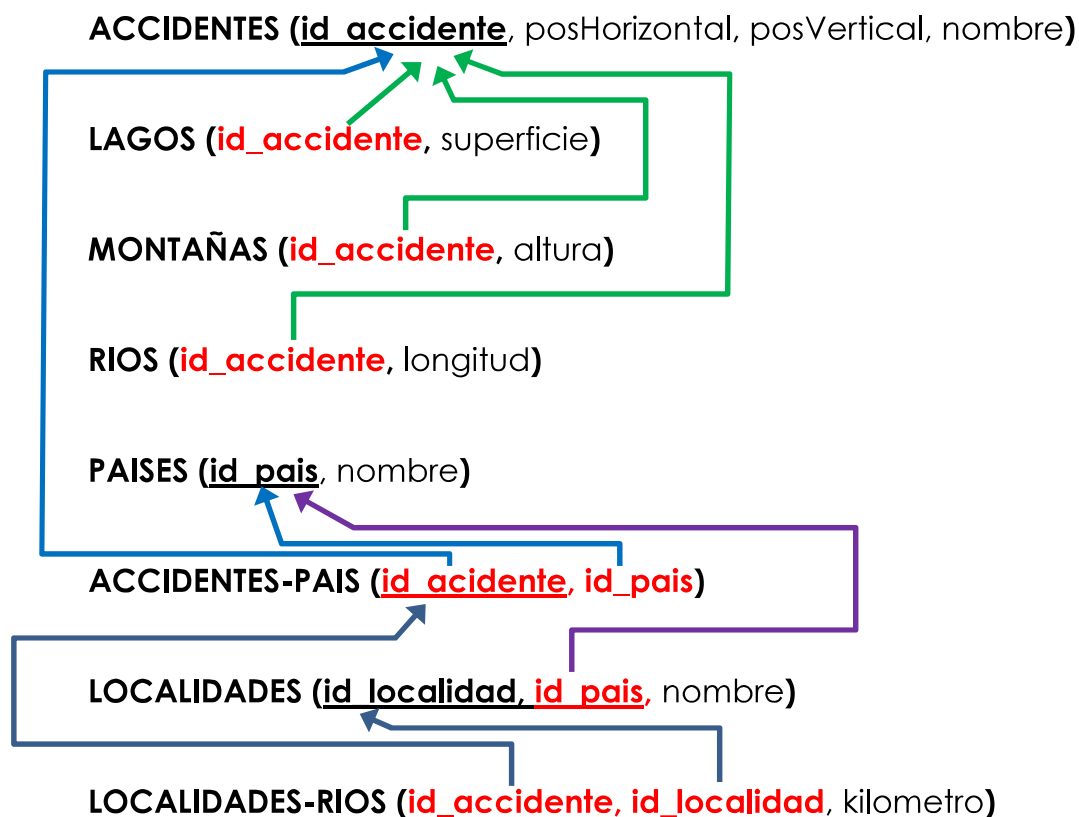 ACCIDENTES (id_accidente, posHorizontal, posVertical, nombre)
LAGOS (id_accidente, superficie)
MONTAÑAS (id_accidente, altura)
RIOS (id_accidente, longitud)
PAISES (id_pais, nombre)
ACCIDENTES-PAIS (id_acidente, id_pais)
LOCALIDADES (id_localidad, id_pais, nombre)
LOCALIDADES-RIOS (id_accidente, id_localidad, kilometro)